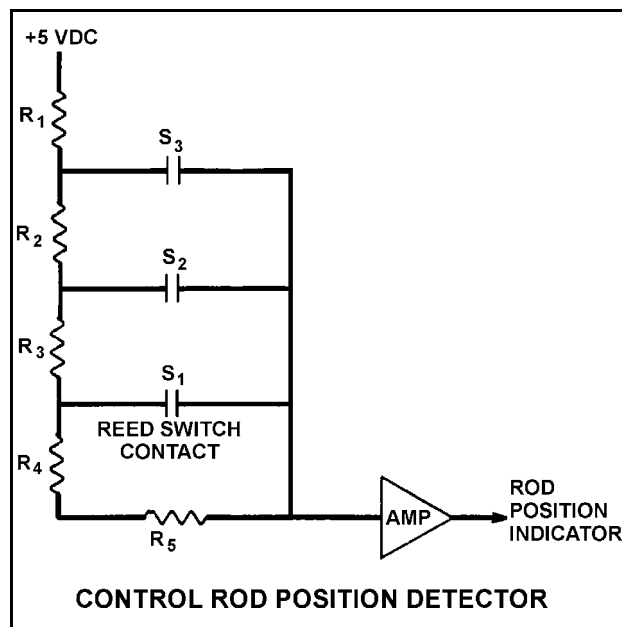 +5 VDC
R1
S3
R2
S2
R3
S1
REED SWITCH
CONTACT
R4
R5
AMP
ROD
POSITION
INDICATOR
CONTROL ROD POSITION DETECTOR